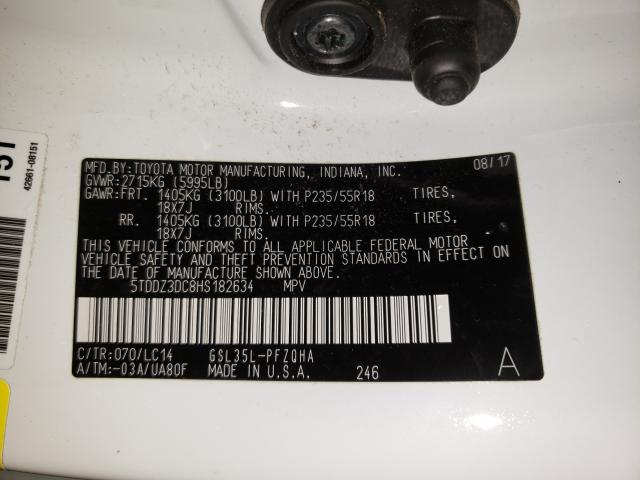 MFD.BY:TOYOTA MOTOR MANUFACTURING, INDIANA, INC. 08/17
GVWR:2715KG (5995LB)
GAWR:FRT. 1405KG (3100LB) WITH P235/55R18 TIRES,
18X7J RIMS.
RR. 1405KG (3100LB) WITH P235/55R18 TIRES,
18X7J RIMS.
THIS VEHICLE CONFORMS TO ALL APPLICABLE FEDERAL MOTOR
VEHICLE SAFETY AND THEFT PREVENTION STANDARDS IN EFFECT
ON THE DATE OF MANUFACTURE SHOWN ABOVE.
5TDDZ3DC8HS182634 MPV
C/TR:070/LC14 GSL35L-PFZQHA
A/TM:-03A/UA80F MADE IN U.S.A. 246 A
42661-08151
151